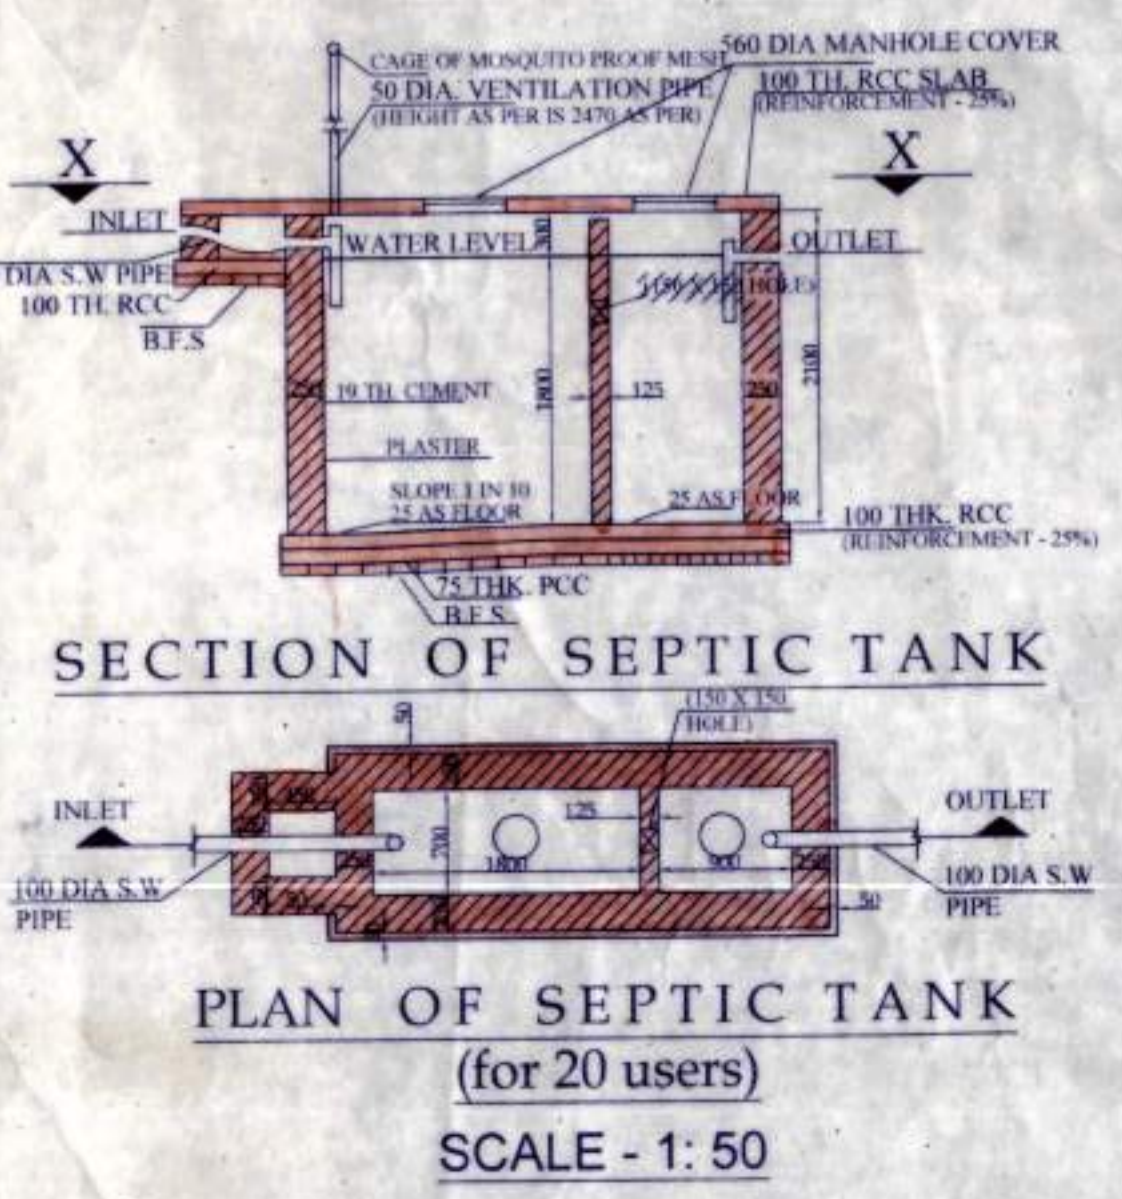 CAGE OF MOSQUITO PROOF MESH
560 DIA MANHOLE COVER
50 DIA. VENTILATION PIPE
100 TH. RCC SLAB
(HEIGHT AS PER IS 2470 AS PER)
(REINFORCEMENT - 25%)
X
X
INLET
WATER LEVEL
300
OUTLET
DIA S.W PIPE
100 TH. RCC
B.F.S
250
19 TH. CEMENT
1800
125
250
2100
PLASTER
SLOPE 1 IN 10
25 AS FLOOR
25 AS FLOOR
100 THK. RCC
(REINFORCEMENT - 25%)
75 THK. PCC
B.F.S.
SECTION OF SEPTIC TANK
(150 X 150
HOLE)
50
INLET
125
700
1800
900
250
250
OUTLET
100 DIA S.W
PIPE
100 DIA S.W
PIPE
50
PLAN OF SEPTIC TANK
(for 20 users)
SCALE - 1: 50